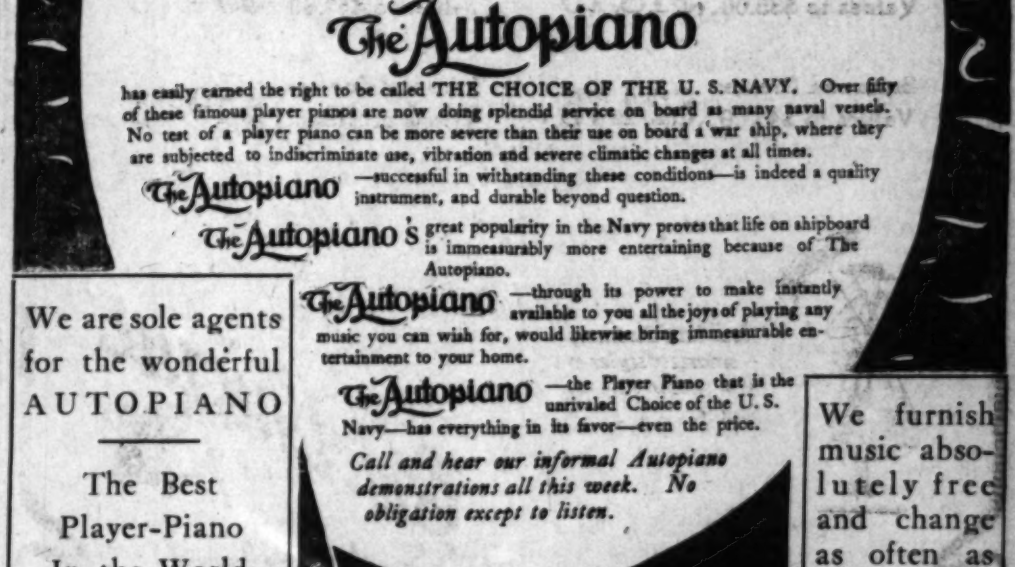 The Autopiano
has easily earned the right to be called THE CHOICE OF THE U. S. NAVY. Over fifty
of these famous player pianos are now doing splendid service on board as many naval vessels.
No test of a player piano can be more severe than their use on board a war ship, where they
are subjected to indiscriminate use, vibration and severe climatic changes at all times.
The Autopiano —successful in withstanding these conditions—is indeed a quality
instrument, and durable beyond question.
The Autopiano's great popularity in the Navy proves that life on shipboard
is immeasurably more entertaining because of The
Autopiano.
The Autopiano —through its power to make instantly
available to you all the joys of playing any
music you can wish for, would likewise bring immeasurable en-
tertainment to your home.
The Autopiano —the Player Piano that is the
unrivaled Choice of the U. S.
Navy—has everything in its favor—even the price.
Call and hear our informal Autopiano
demonstrations all this week. No
obligation except to listen.
We are sole agents
for the wonderful
AUTOPIANO
The Best
Player-Piano
In the World
We furnish
music abso-
lutely free
and change
as often as